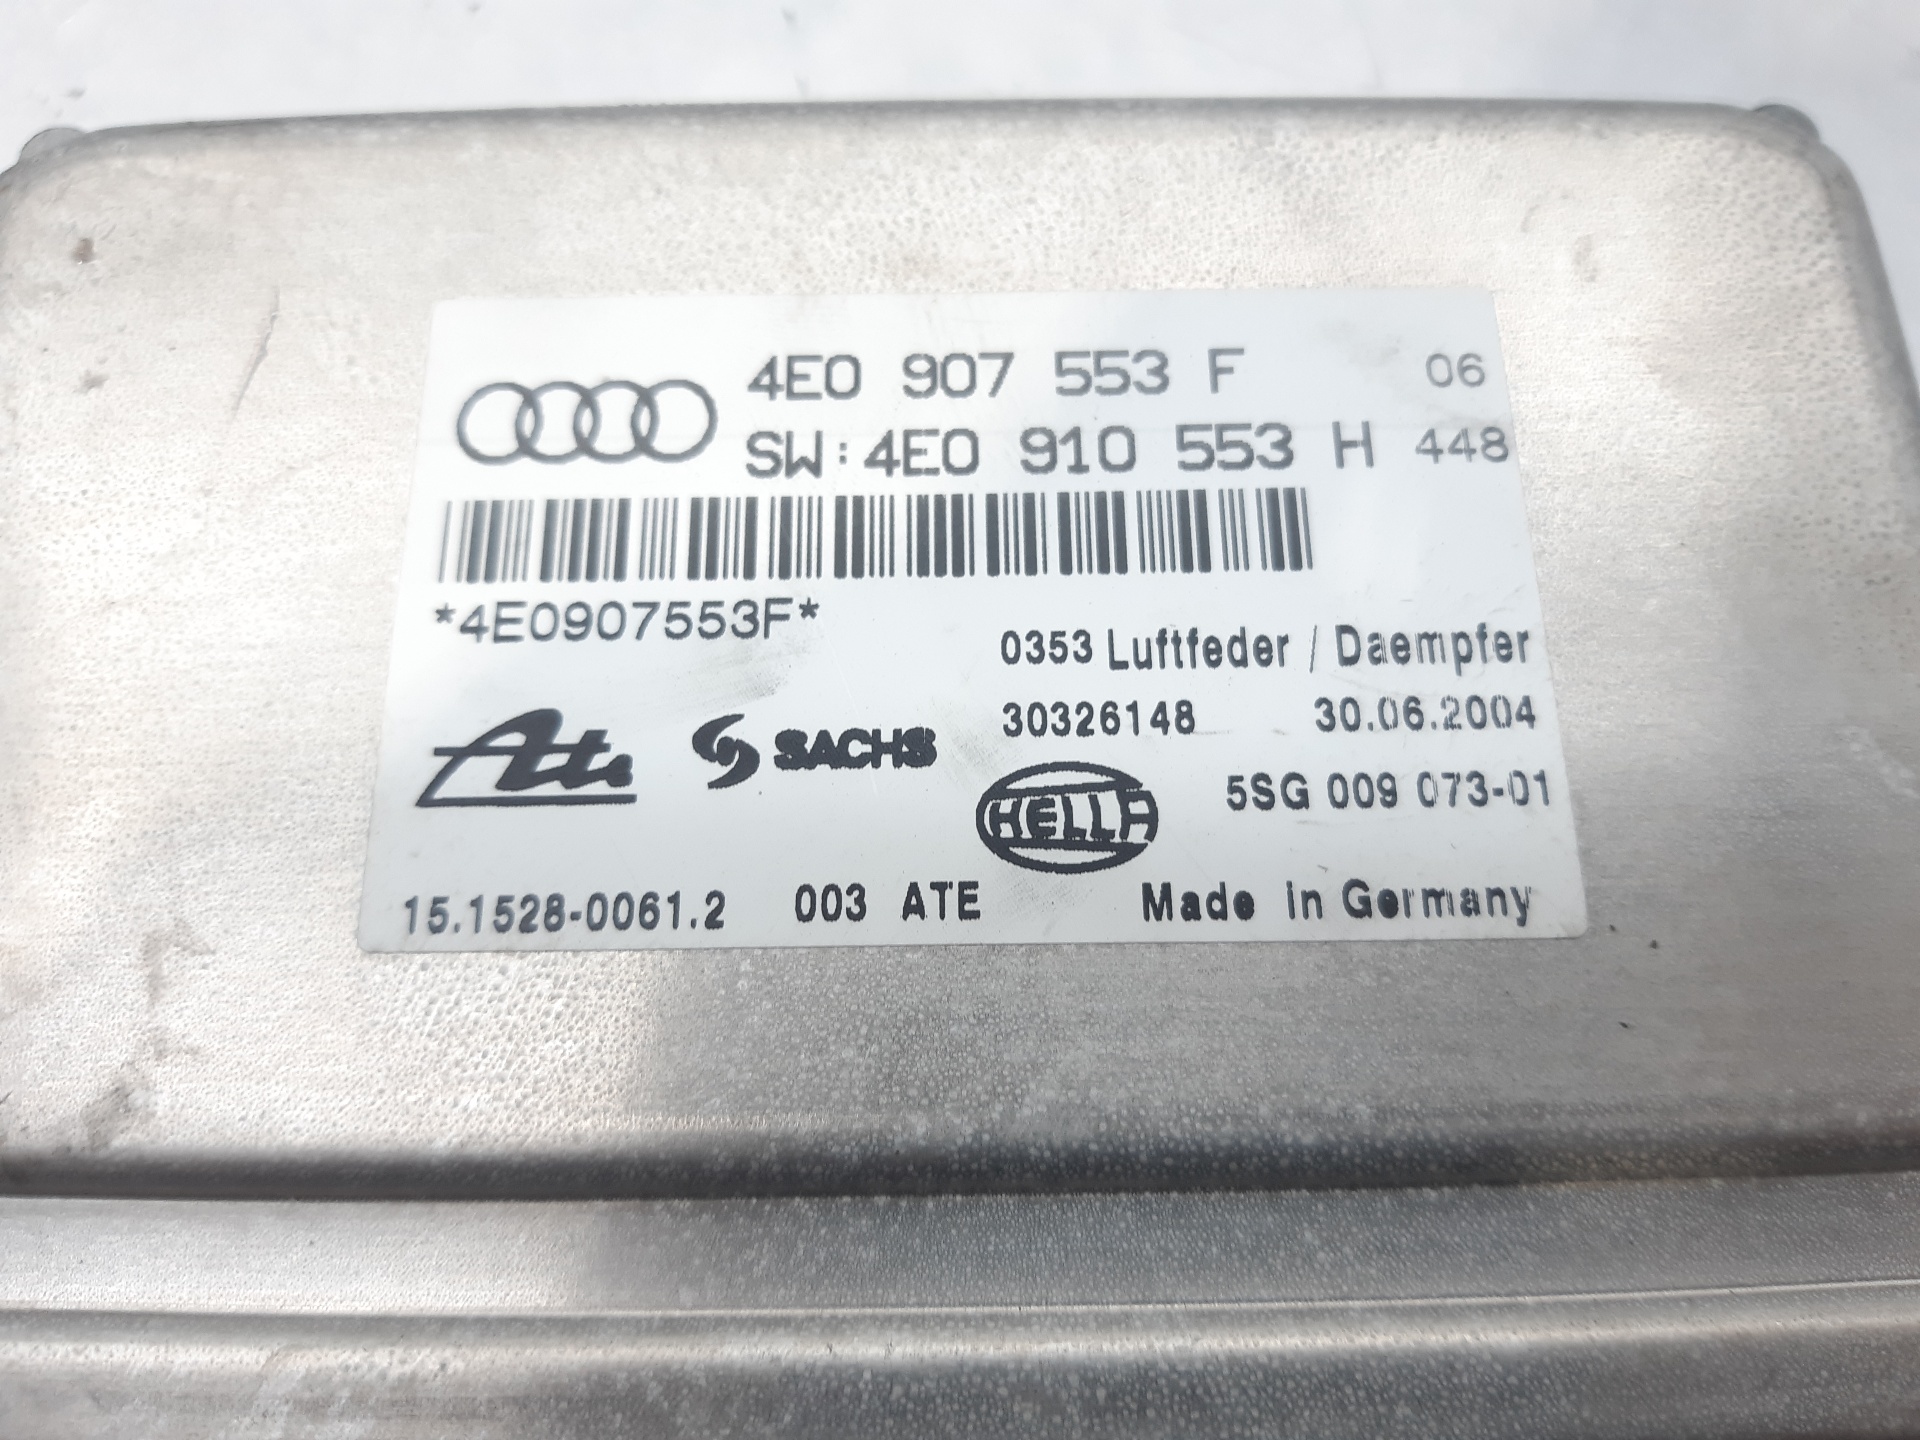 4E0 907 553 F 06
SW:4E0 910 553 H 448
*4E0907553F*
0353 Luftfeder / Daempfer
30326148 30.06.2004
Ate SACHS
HELLA 5SG 009 073-01
15.1528-0061.2 003 ATE Made in Germany